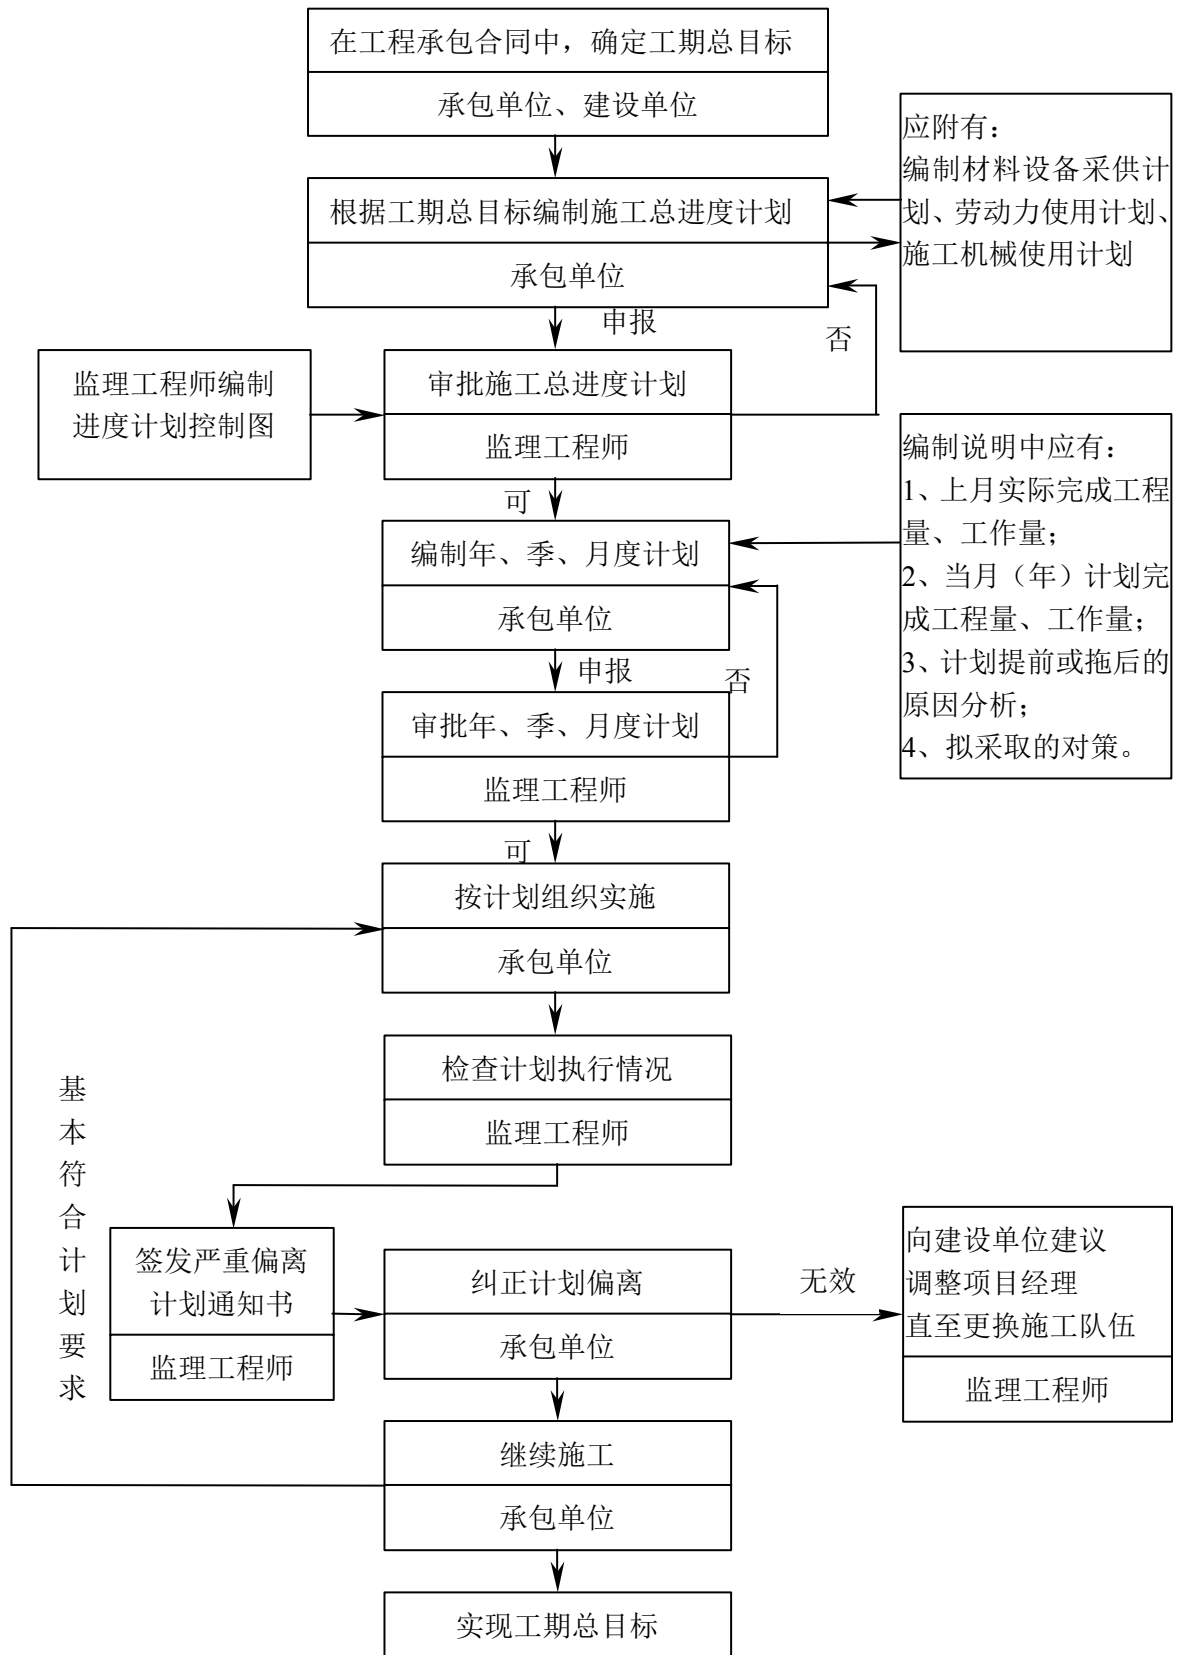 在工程承包合同中，确定工期总目标
承包单位、建设单位
应附有：
编制材料设备采供计
划、劳动力使用计划、
施工机械使用计划
根据工期总目标编制施工总进度计划
承包单位
申报
否
监理工程师编制
进度计划控制图
审批施工总进度计划
监理工程师
可
编制说明中应有：
1、上月实际完成工程
量、工作量；
2、当月（年）计划完
成工程量、工作量；
3、计划提前或拖后的
原因分析；
4、拟采取的对策。
编制年、季、月度计划
承包单位
申报
否
审批年、季、月度计划
监理工程师
可
按计划组织实施
承包单位
检查计划执行情况
监理工程师
基本符合计划要求
签发严重偏离
计划通知书
监理工程师
纠正计划偏离
承包单位
无效
向建设单位建议
调整项目经理
直至更换施工队伍
监理工程师
继续施工
承包单位
实现工期总目标